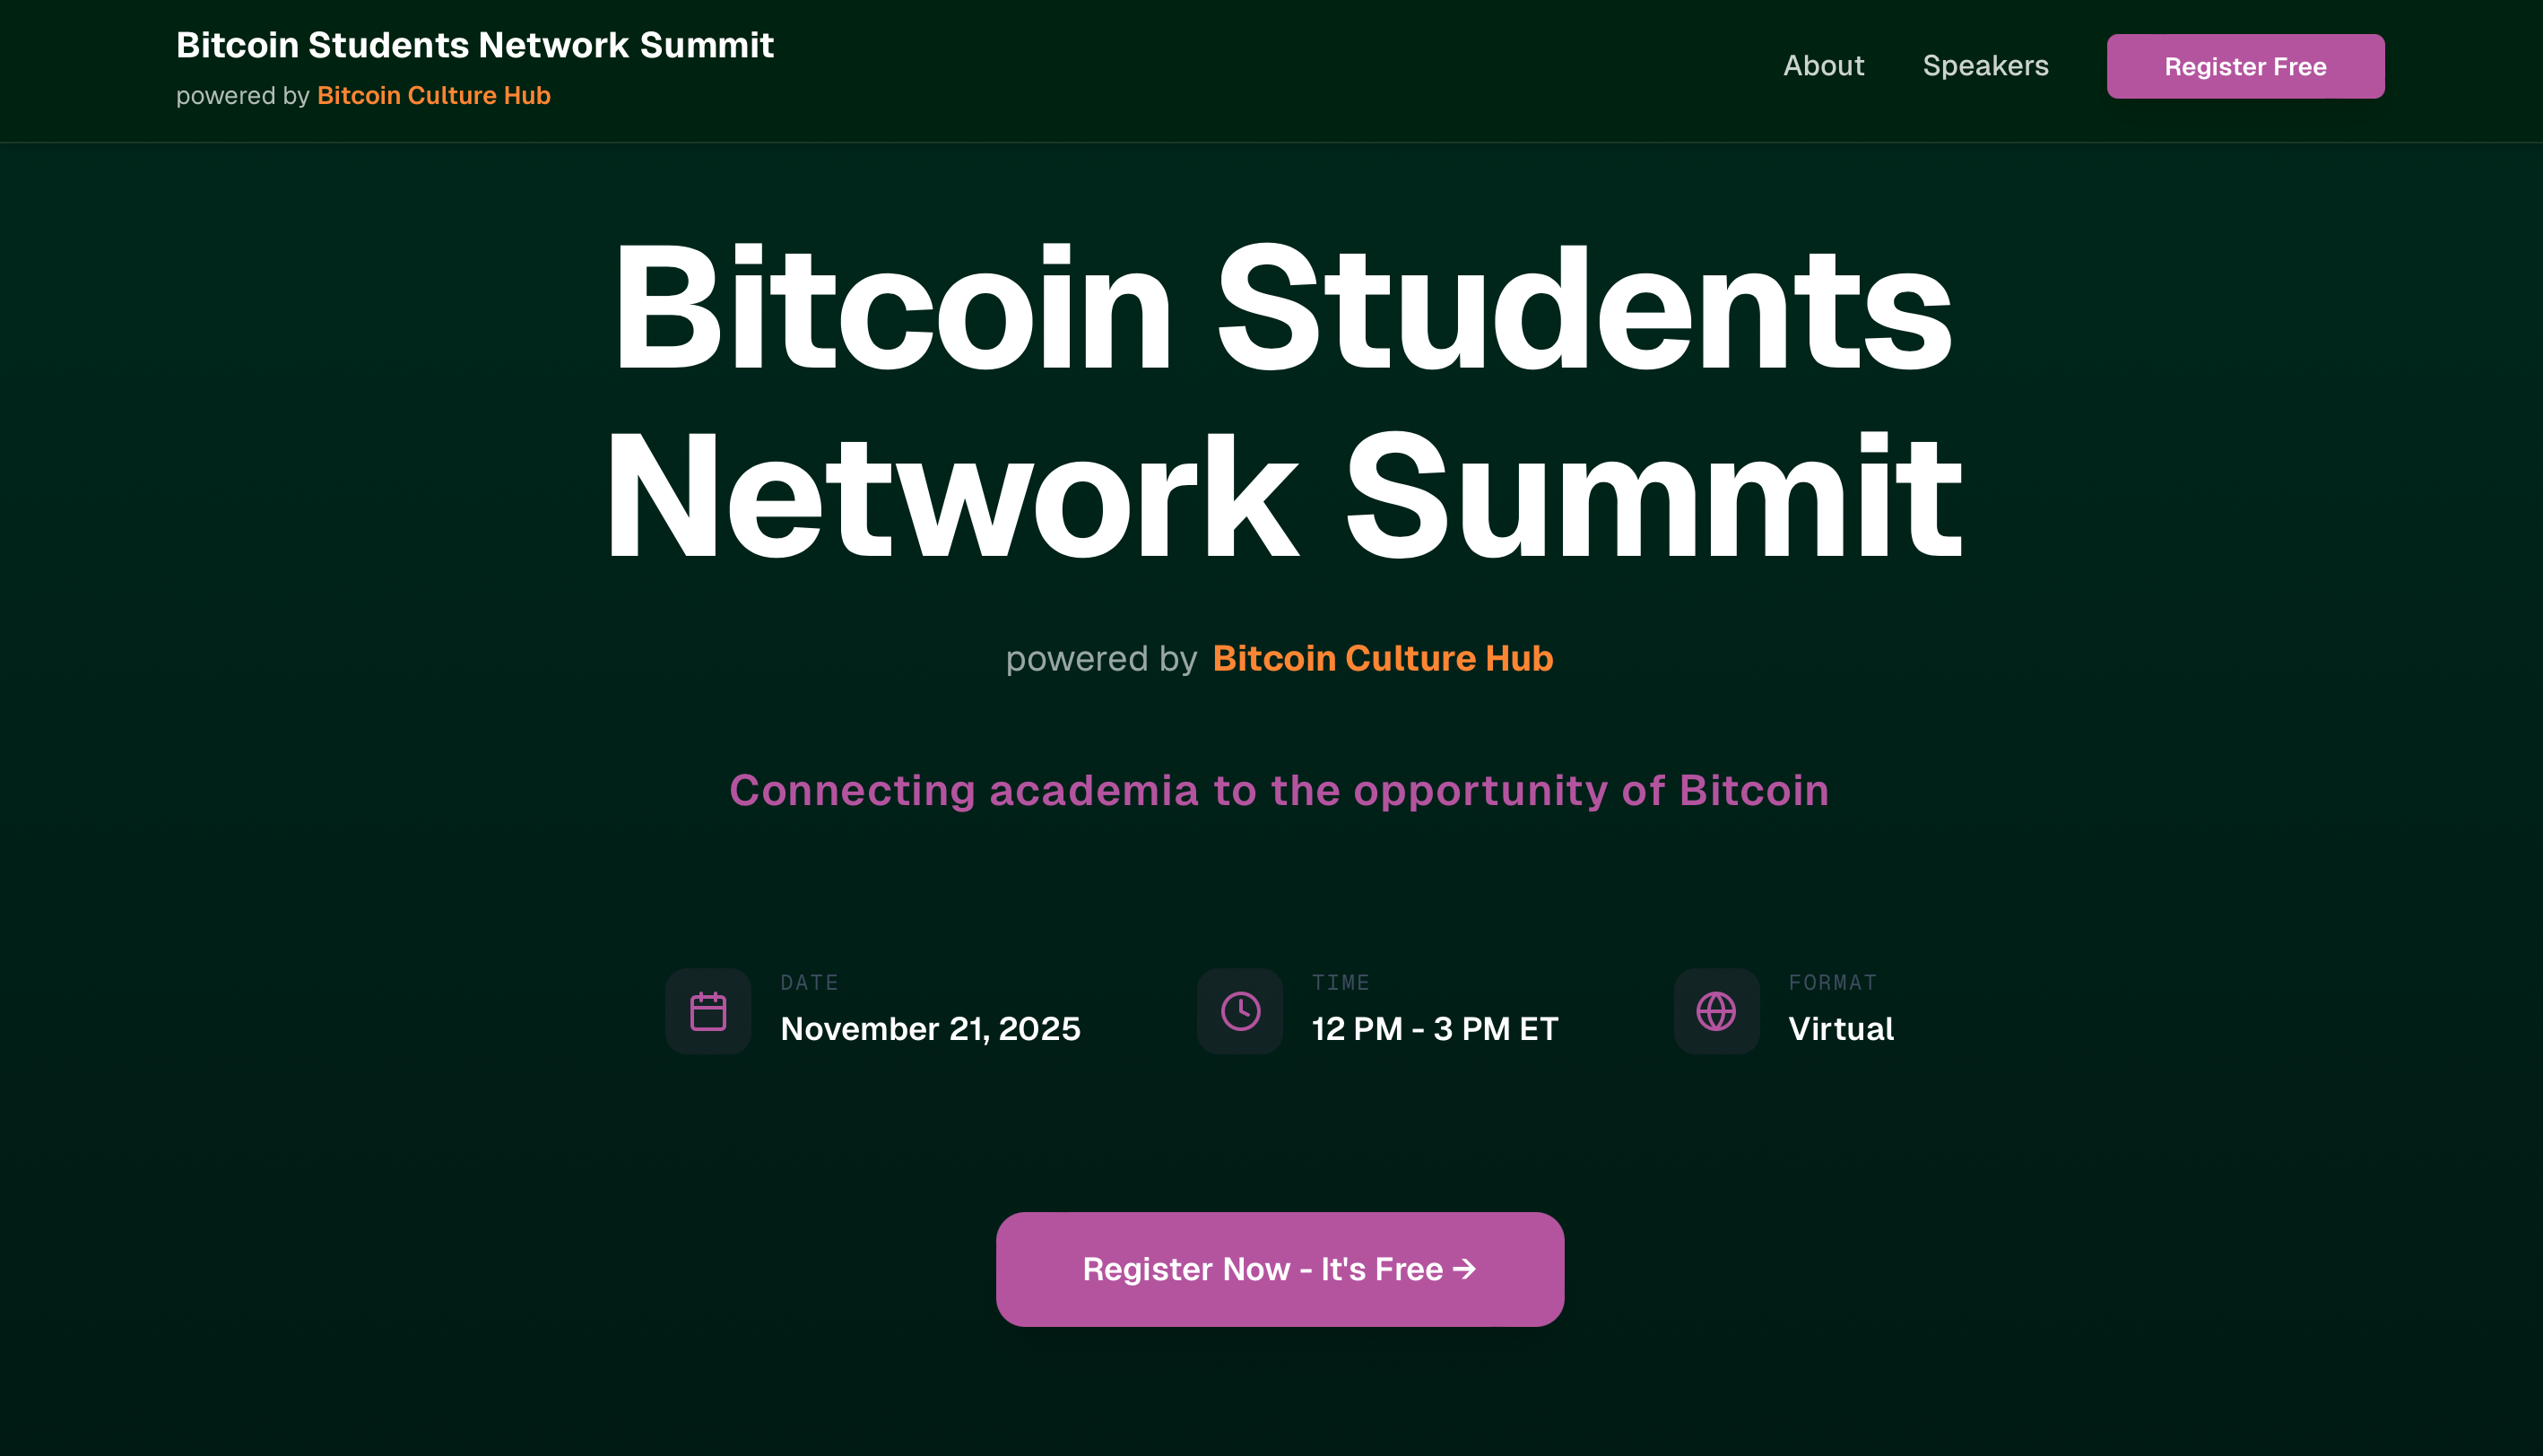 Bitcoin Students Network Summit
powered by Bitcoin Culture Hub
About
Speakers
Register Free
Bitcoin Students
Network Summit
powered by Bitcoin Culture Hub
Connecting academia to the opportunity of Bitcoin
DATE
November 21, 2025
TIME
12 PM - 3 PM ET
FORMAT
Virtual
Register Now - It's Free →